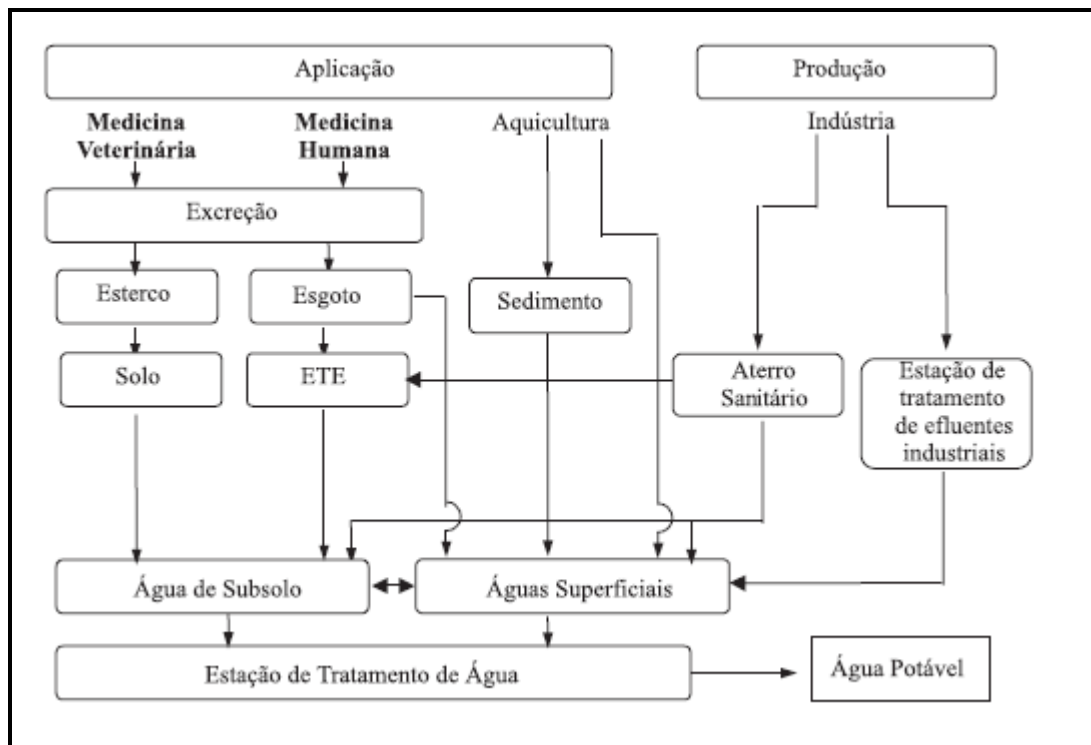 Aplicação
Produção
Medicina
Veterinária
Medicina
Humana
Aquicultura
Indústria
Excreção
Esterco
Esgoto
Sedimento
Solo
ETE
Aterro
Sanitário
Estação de
tratamento
de efluentes
industriais
Água de Subsolo
Águas Superficiais
Estação de Tratamento de Água
Água Potável